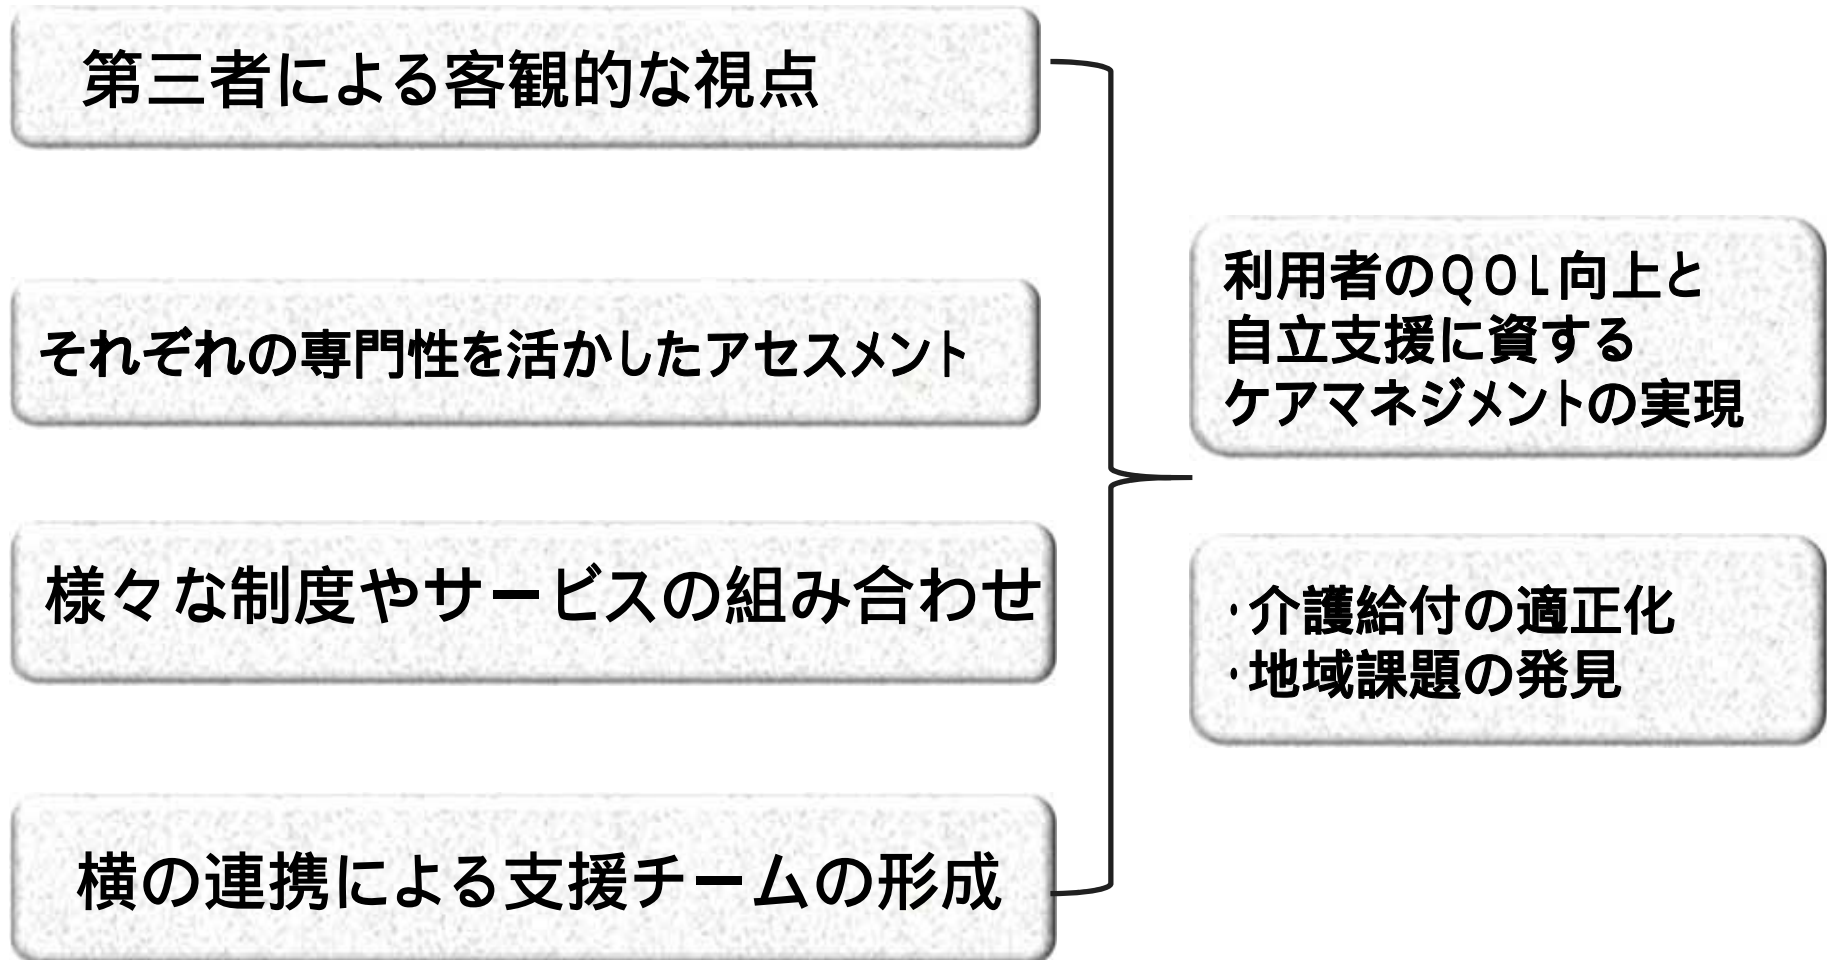 第三者による客観的な視点
それぞれの専門性を活かしたアセスメント
様々な制度やサービスの組み合わせ
横の連携による支援チームの形成
利用者のQOL向上と
自立支援に資する
ケアマネジメントの実現
・介護給付の適正化
・地域課題の発見